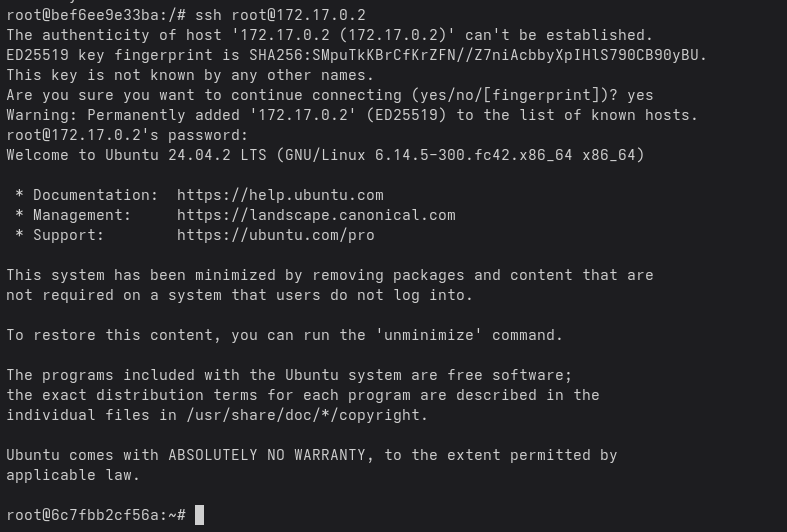 root@bef6ee9e33ba:/# ssh root@172.17.0.2
The authenticity of host '172.17.0.2 (172.17.0.2)' can't be established.
ED25519 key fingerprint is SHA256:SMpuTkKBrCfKrZFN//Z7niAcbbyXpIHlS790CB90yBU.
This key is not known by any other names.
Are you sure you want to continue connecting (yes/no/[fingerprint])? yes
Warning: Permanently added '172.17.0.2' (ED25519) to the list of known hosts.
root@172.17.0.2's password:
Welcome to Ubuntu 24.04.2 LTS (GNU/Linux 6.14.5-300.fc42.x86_64 x86_64)

 * Documentation:  https://help.ubuntu.com
 * Management:     https://landscape.canonical.com
 * Support:        https://ubuntu.com/pro

This system has been minimized by removing packages and content that are
not required on a system that users do not log into.

To restore this content, you can run the 'unminimize' command.

The programs included with the Ubuntu system are free software;
the exact distribution terms for each program are described in the
individual files in /usr/share/doc/*/copyright.

Ubuntu comes with ABSOLUTELY NO WARRANTY, to the extent permitted by
applicable law.

root@6c7fbb2cf56a:~#